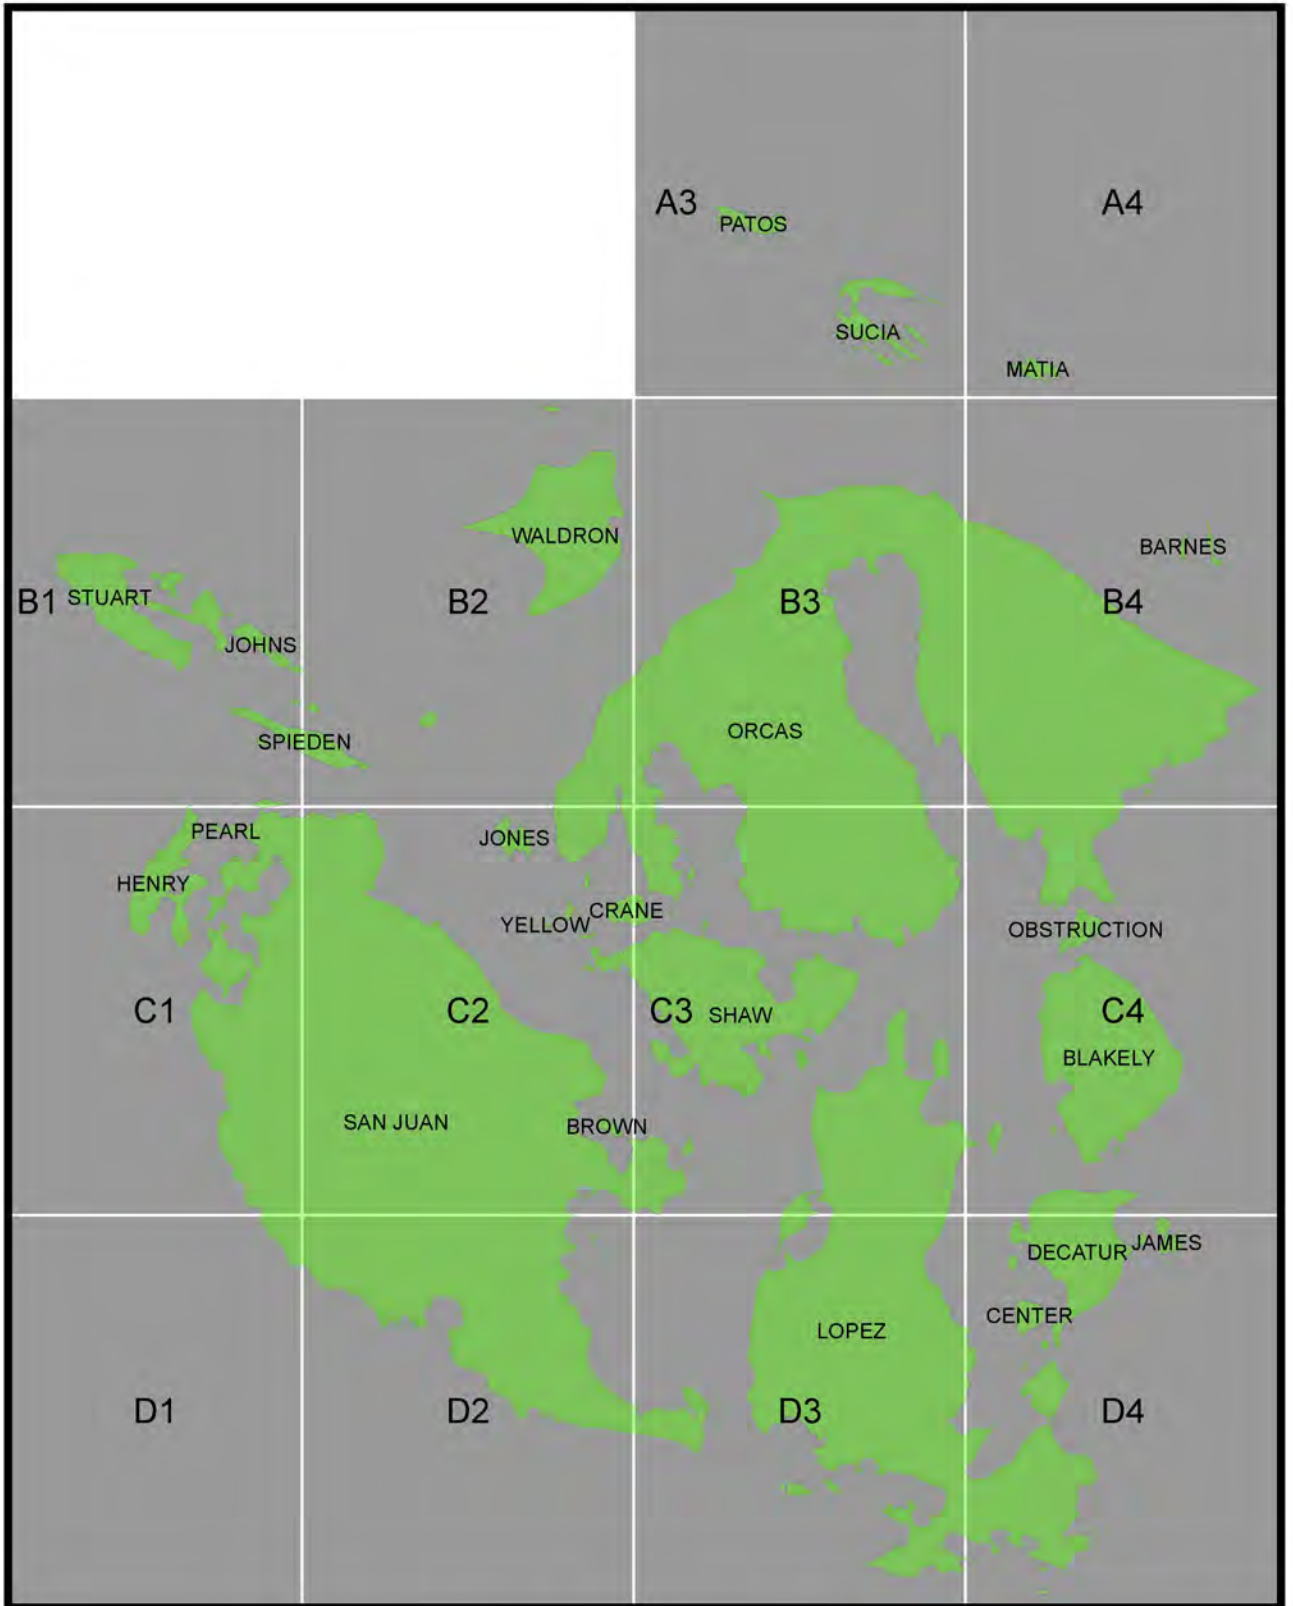 A3
A4
PATOS
SUCIA
MATIA
WALDRON
BARNES
B1
STUART
B2
B3
B4
JOHNS
ORCAS
SPIEDEN
PEARL
JONES
HENRY
CRANE
YELLOW
OBSTRUCTION
C1
C2
C3
SHAW
C4
BLAKELY
SAN JUAN
BROWN
DECATUR
JAMES
CENTER
LOPEZ
D1
D2
D3
D4